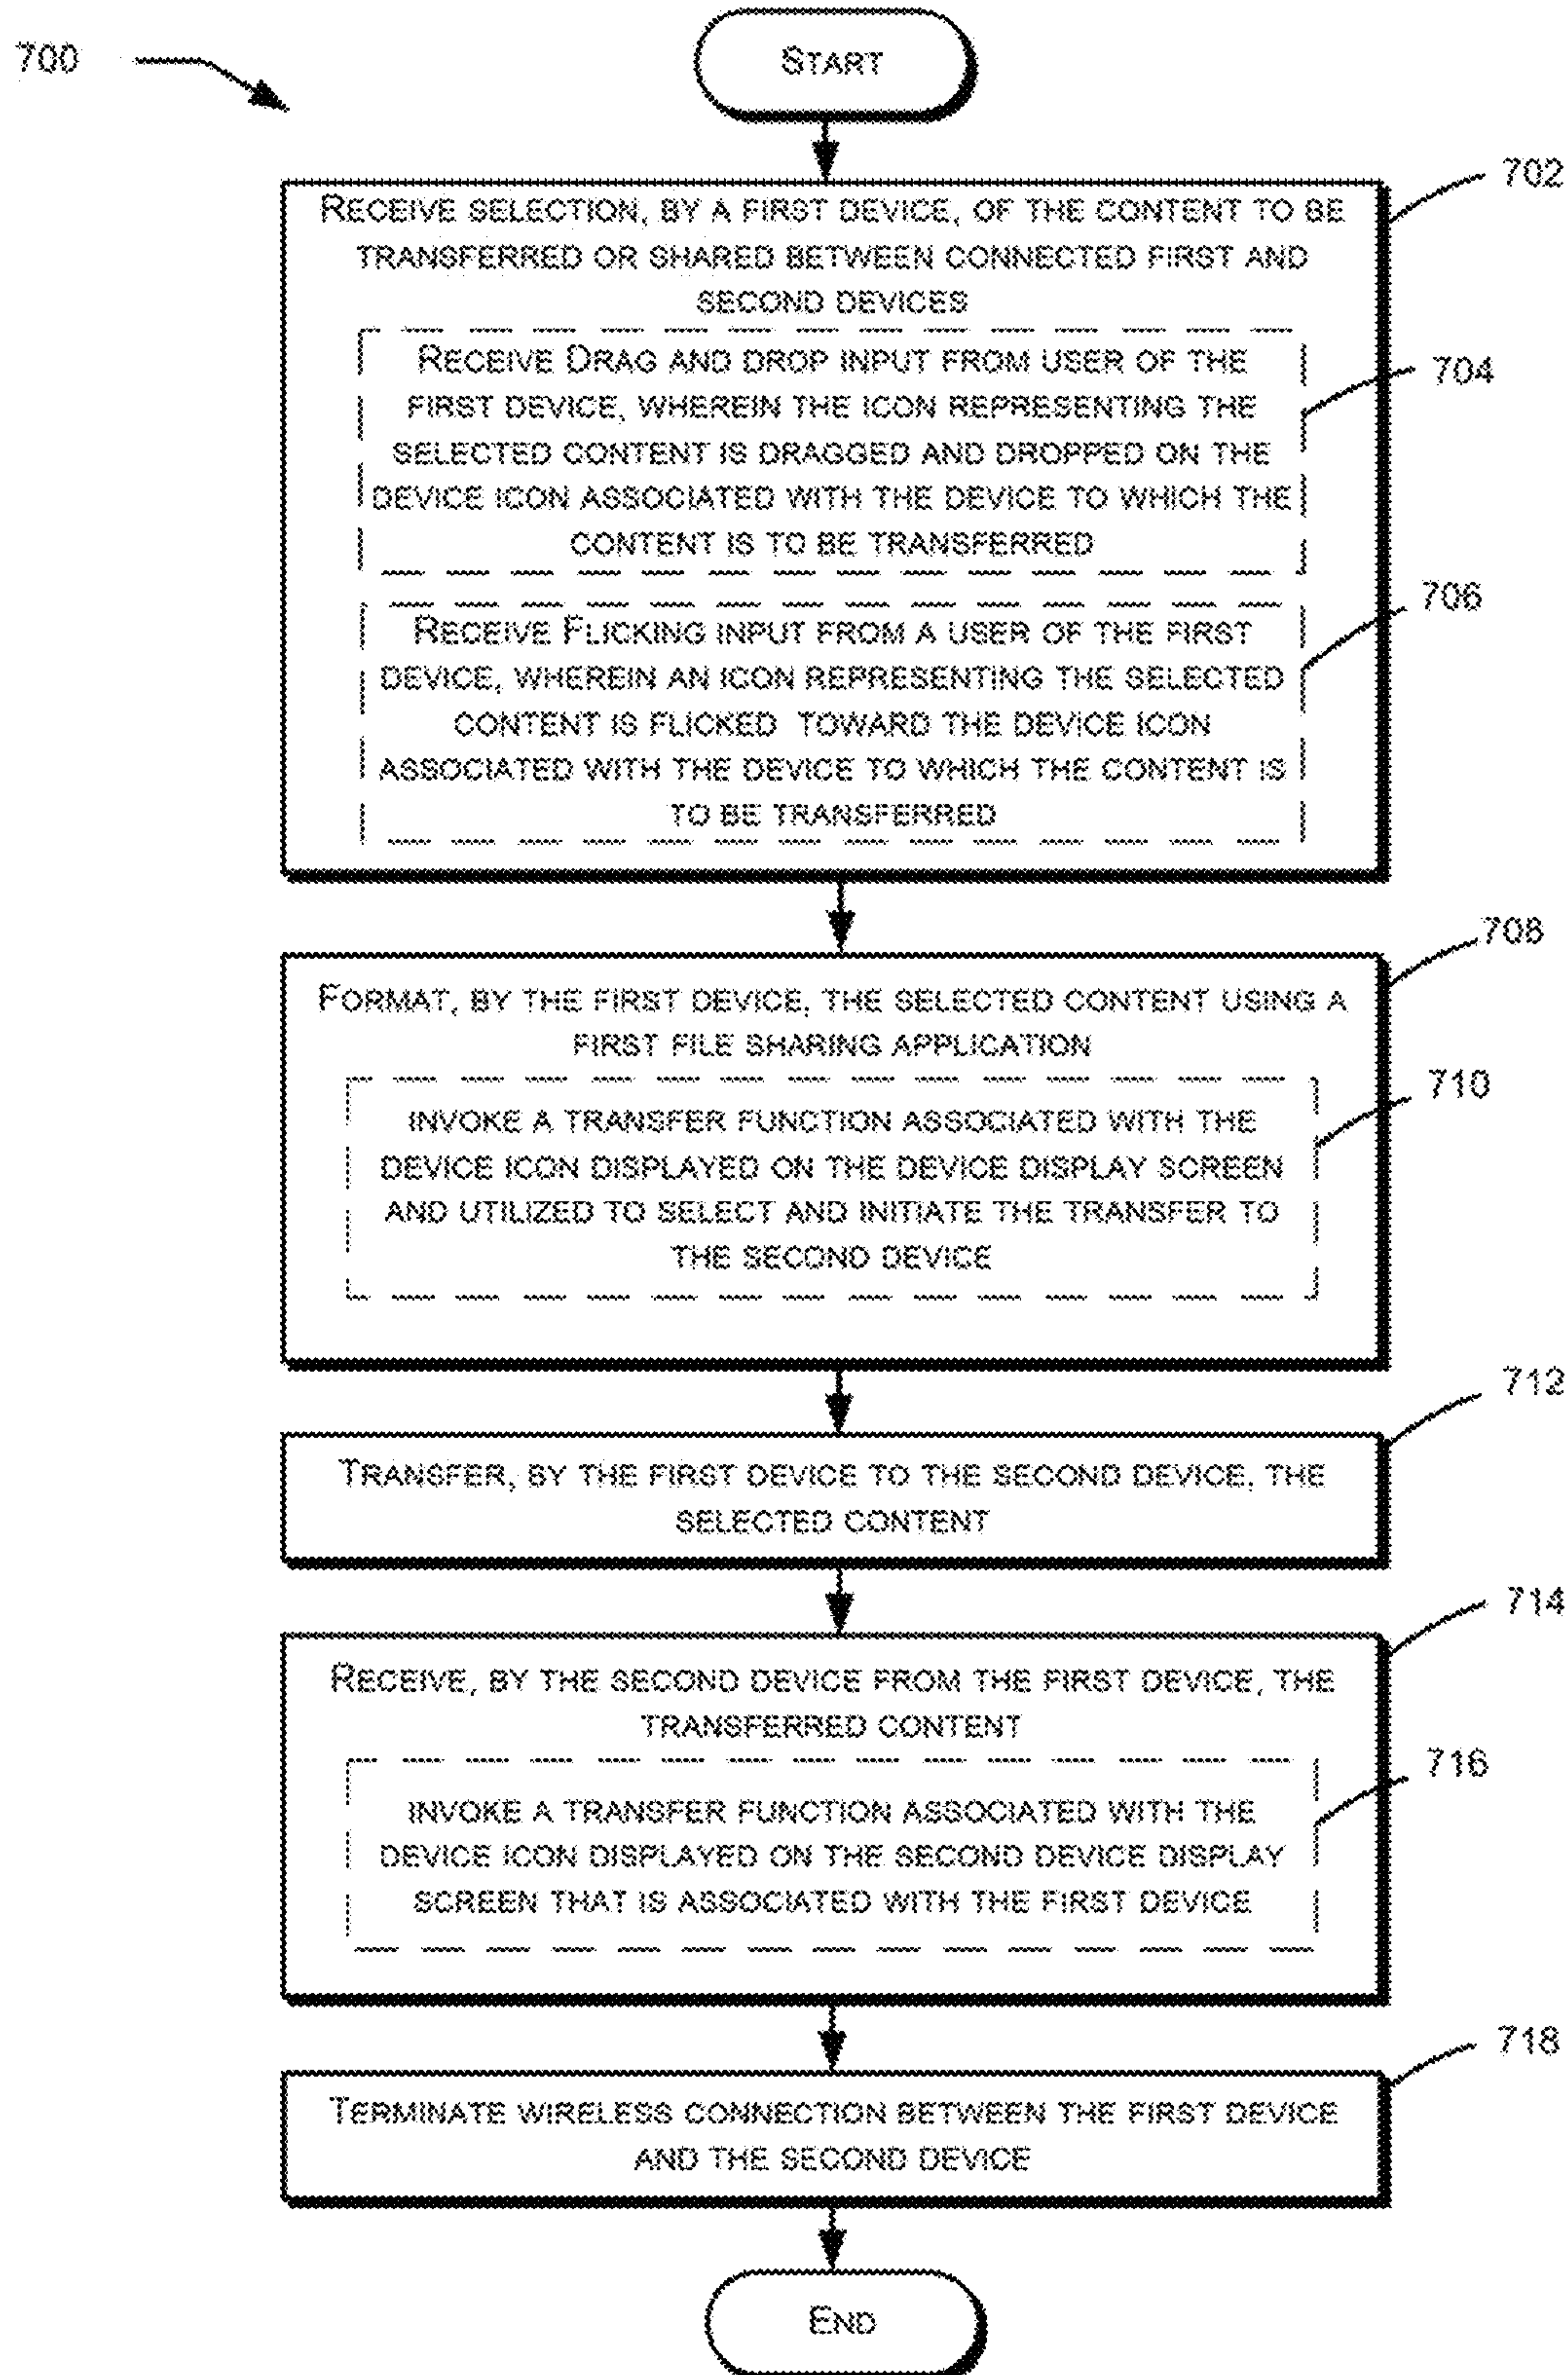 700
START
702
RECEIVE SELECTION, BY A FIRST DEVICE, OF THE CONTENT TO BE
TRANSFERRED OR SHARED BETWEEN CONNECTED FIRST AND
SECOND DEVICES
704
RECEIVE DRAG AND DROP INPUT FROM USER OF THE
FIRST DEVICE, WHEREIN THE ICON REPRESENTING THE
SELECTED CONTENT IS DRAGGED AND DROPPED ON THE
DEVICE ICON ASSOCIATED WITH THE DEVICE TO WHICH THE
CONTENT IS TO BE TRANSFERRED
706
RECEIVE FLICKING INPUT FROM A USER OF THE FIRST
DEVICE, WHEREIN AN ICON REPRESENTING THE SELECTED
CONTENT IS FLICKED TOWARD THE DEVICE ICON
ASSOCIATED WITH THE DEVICE TO WHICH THE CONTENT IS
TO BE TRANSFERRED
708
FORMAT, BY THE FIRST DEVICE, THE SELECTED CONTENT USING A
FIRST FILE SHARING APPLICATION
710
INVOKE A TRANSFER FUNCTION ASSOCIATED WITH THE
DEVICE ICON DISPLAYED ON THE DEVICE DISPLAY SCREEN
AND UTILIZED TO SELECT AND INITIATE THE TRANSFER TO
THE SECOND DEVICE
712
TRANSFER, BY THE FIRST DEVICE TO THE SECOND DEVICE, THE
SELECTED CONTENT
714
RECEIVE, BY THE SECOND DEVICE FROM THE FIRST DEVICE, THE
TRANSFERRED CONTENT
716
INVOKE A TRANSFER FUNCTION ASSOCIATED WITH THE
DEVICE ICON DISPLAYED ON THE SECOND DEVICE DISPLAY
SCREEN THAT IS ASSOCIATED WITH THE FIRST DEVICE
718
TERMINATE WIRELESS CONNECTION BETWEEN THE FIRST DEVICE
AND THE SECOND DEVICE
END